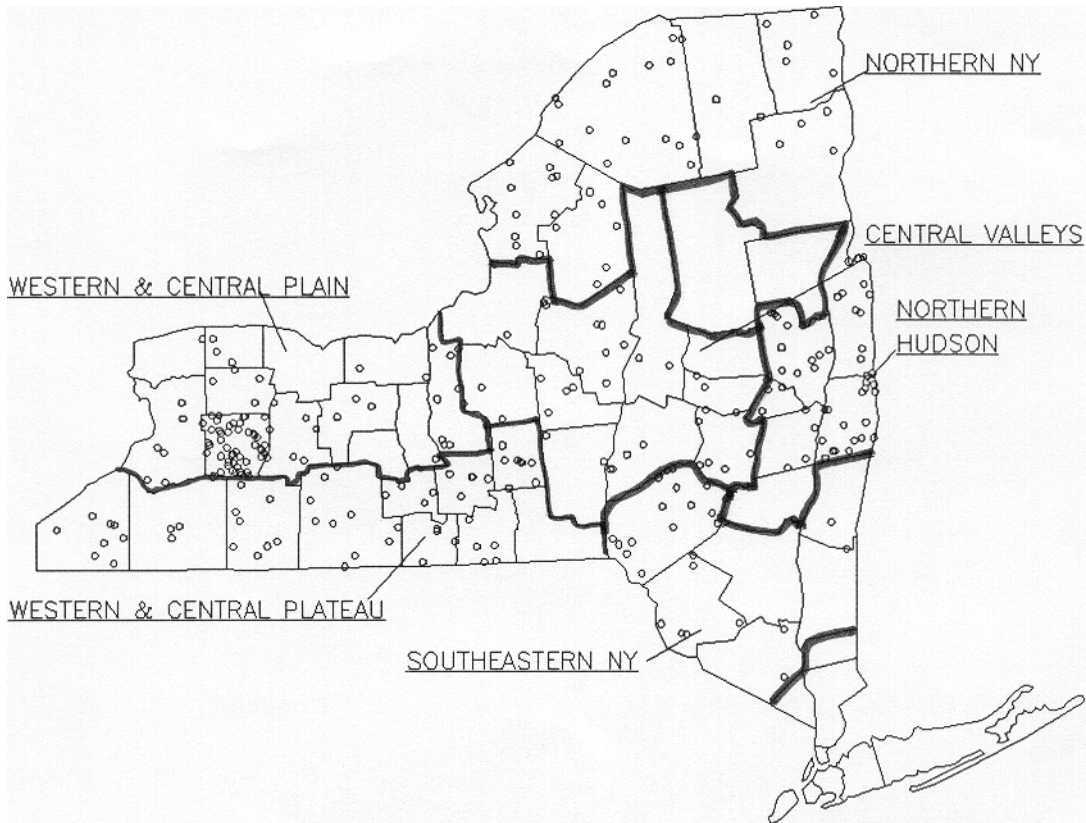 NORTHERN NY
CENTRAL VALLEYS
WESTERN & CENTRAL PLAIN
NORTHERN
HUDSON
WESTERN & CENTRAL PLATEAU
SOUTHEASTERN NY